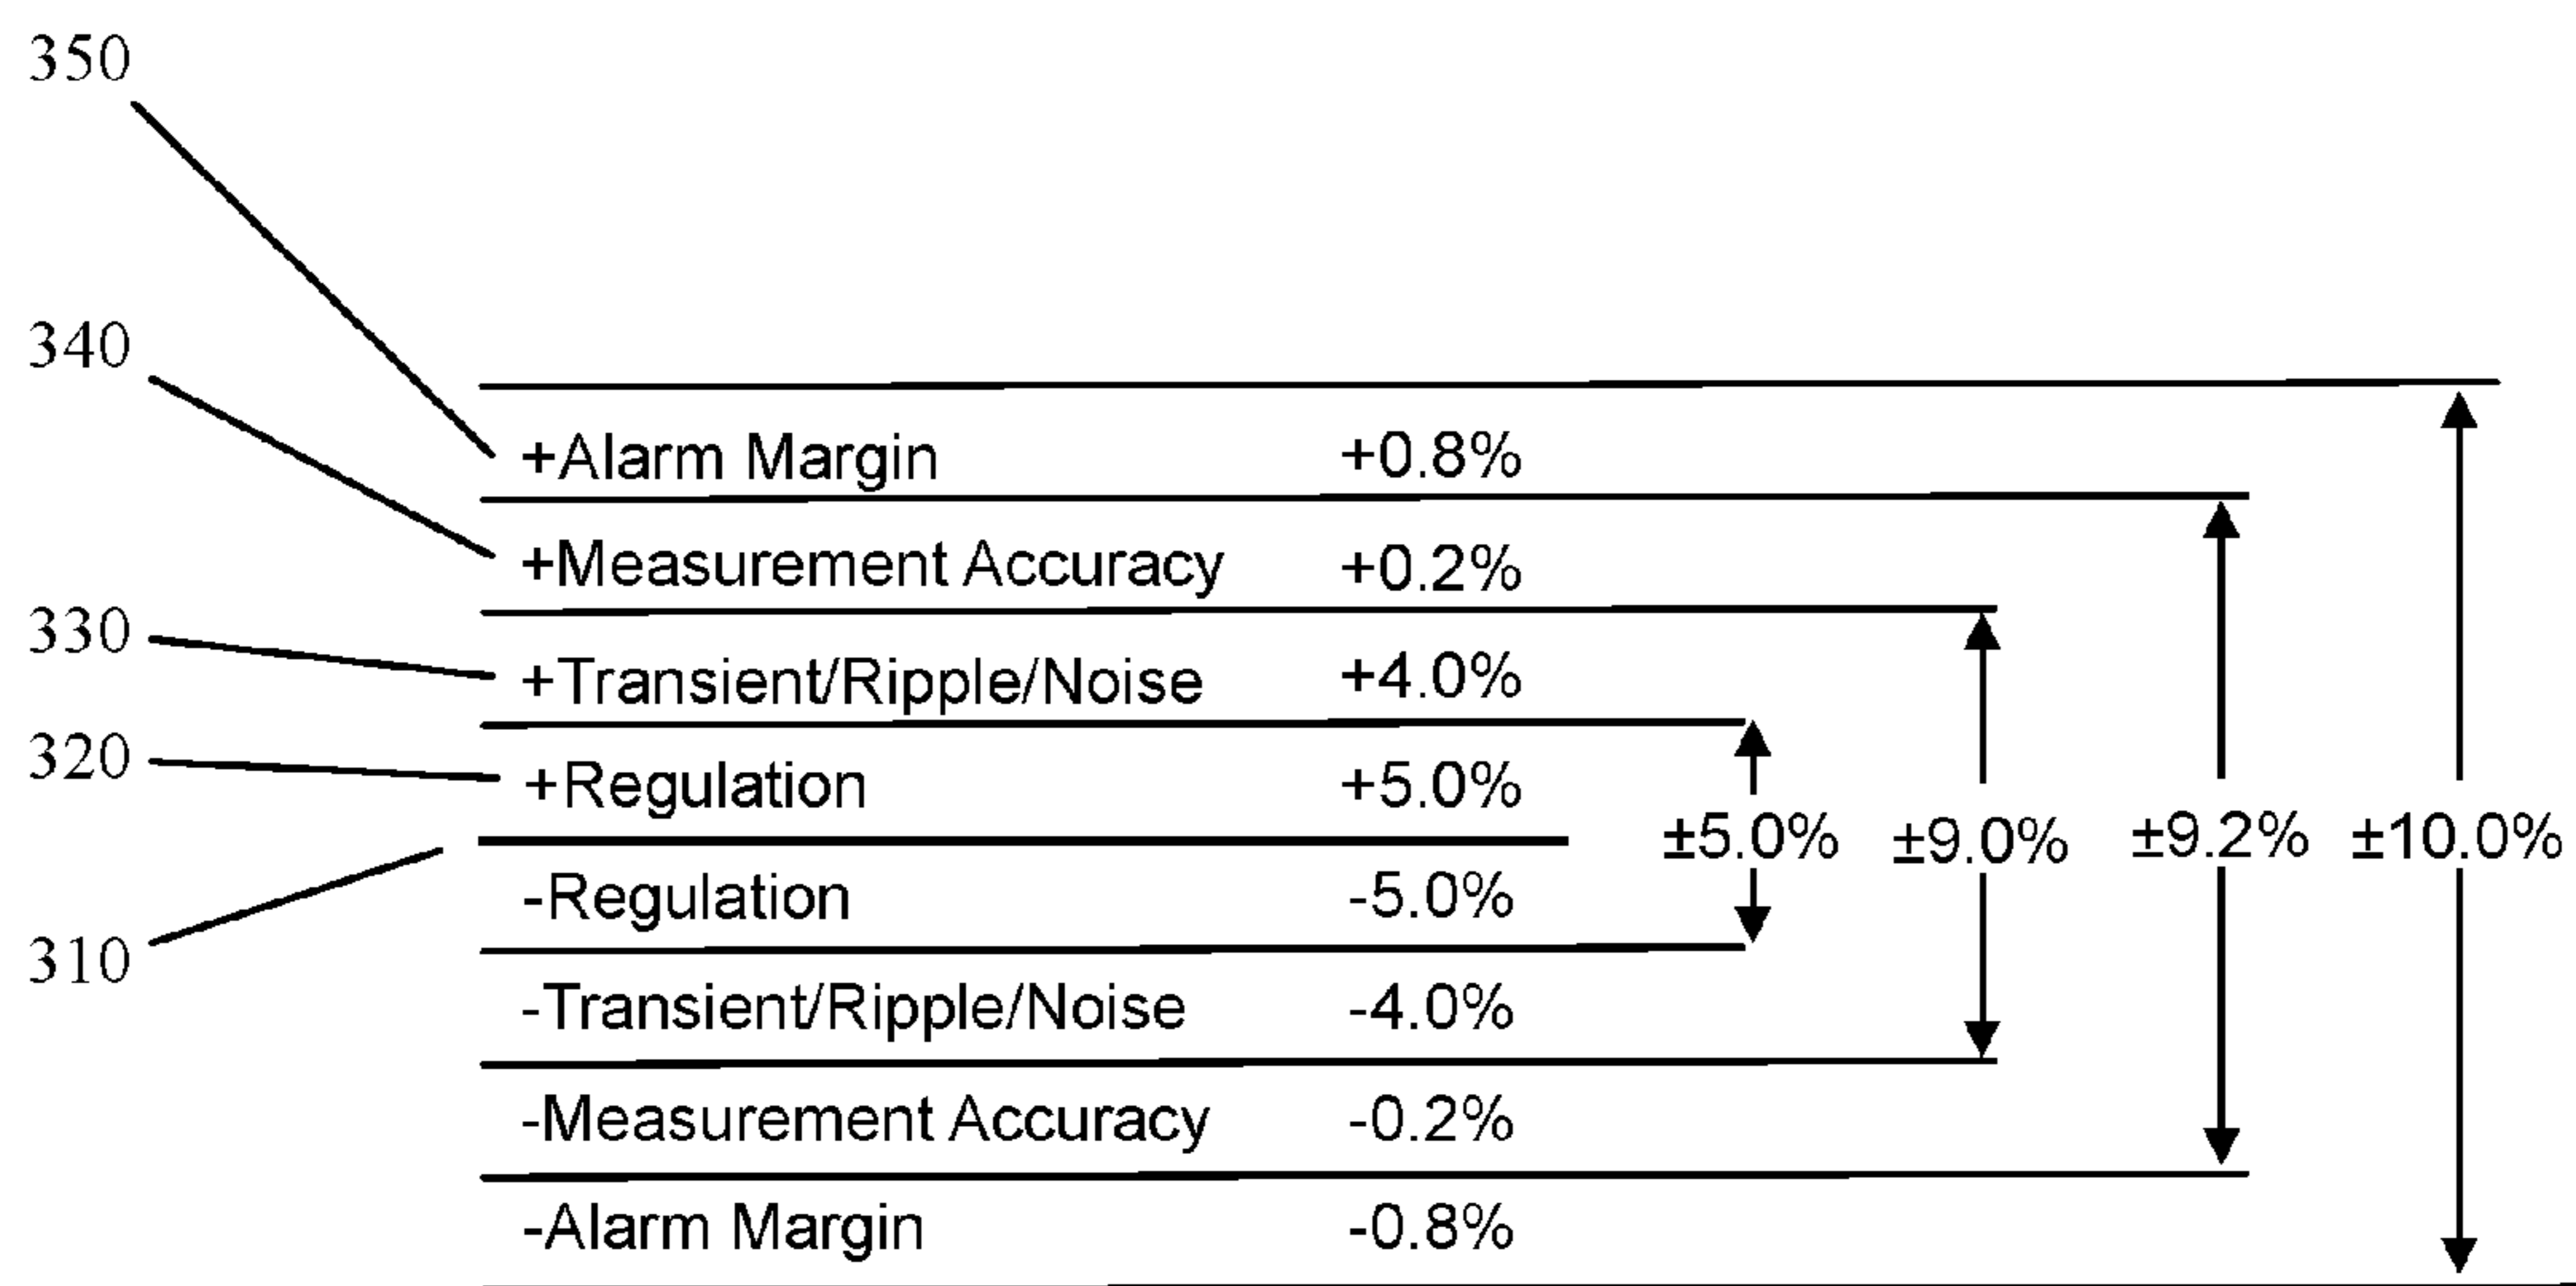 350
340
+Alarm Margin +0.8%
+Measurement Accuracy +0.2%
330
+Transient/Ripple/Noise +4.0%
320
+Regulation +5.0%
±5.0% ±9.0% ±9.2% ±10.0%
-Regulation -5.0%
310
-Transient/Ripple/Noise -4.0%
-Measurement Accuracy -0.2%
-Alarm Margin -0.8%